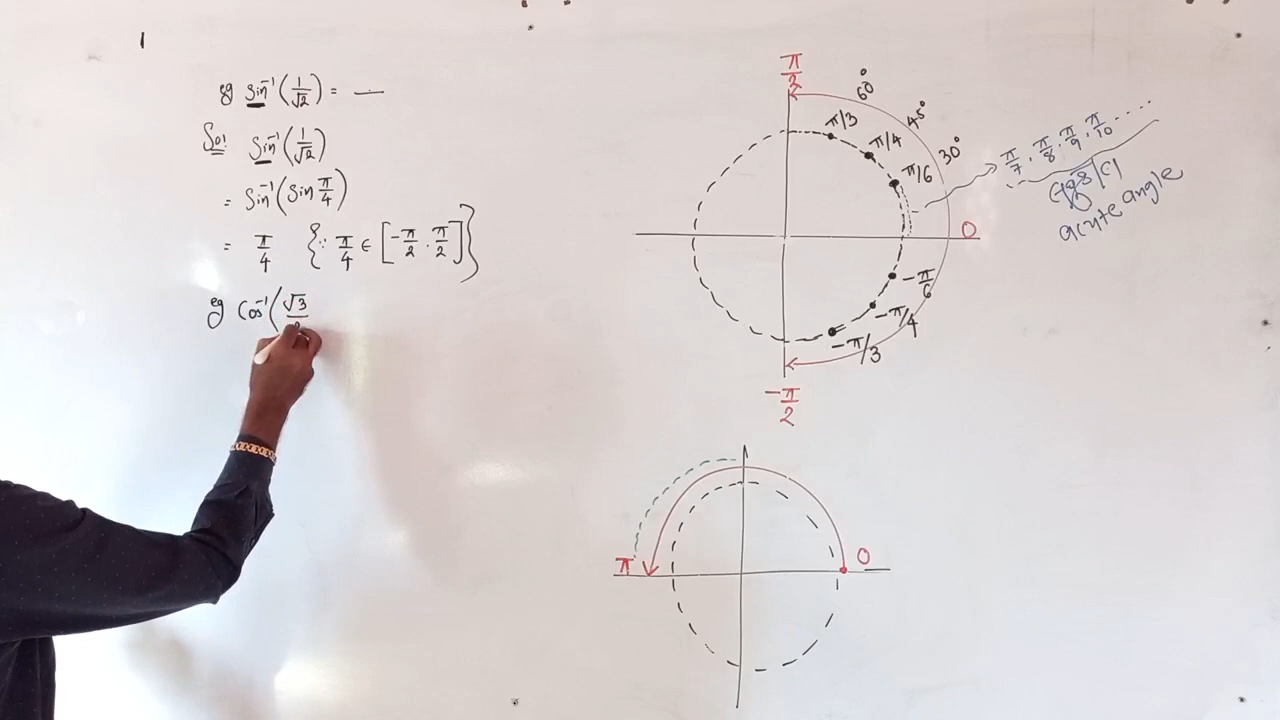 eg sin⁻¹(1/√2) = —
Sol: Sin⁻¹(1/√2)
= Sin⁻¹(Sin π/4)
= π/4 {∵ π/4 ∈ [-π/2, π/2]}
eg Cos⁻¹(√3/
π/2
60°
π/3
45°
π/4
30°
π/6
π/7, π/8, π/9, π/10 .....
acute angle
0
-π/6
-π/4
-π/3
-π/2
π
0